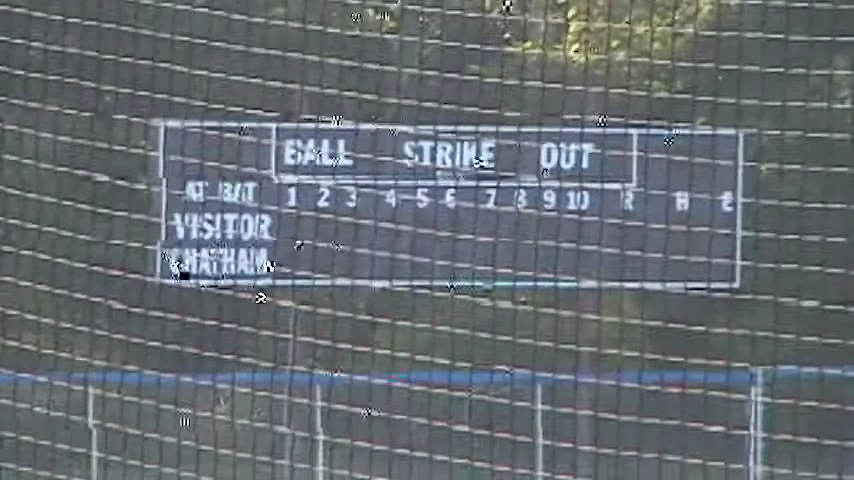 BALL STRIKE OUT
AT BAT 1 2 3 4 5 6 7 8 9 10 R H E
VISITOR
CHATHAM